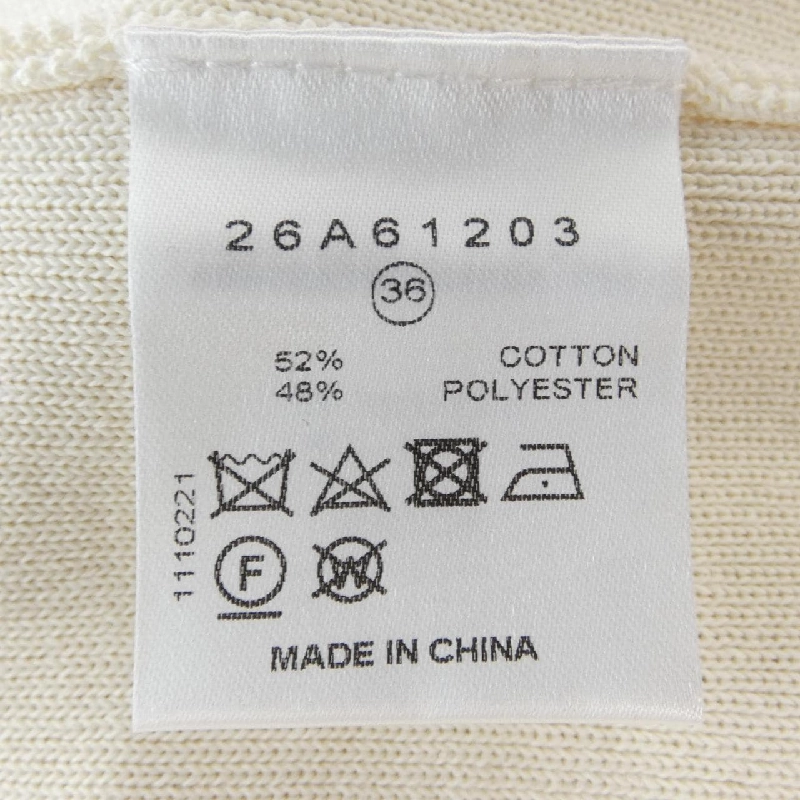 26A61203
36
52% COTTON
48% POLYESTER
1110221
F W
MADE IN CHINA